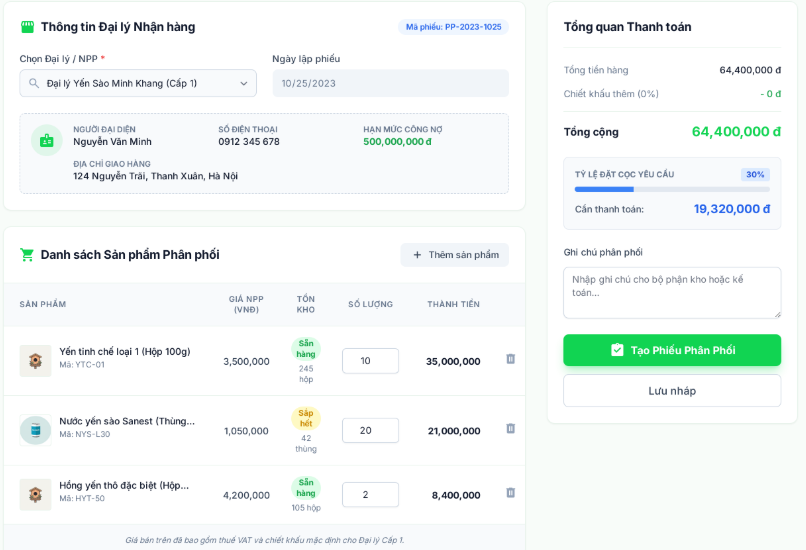 Thông tin Đại lý Nhận hàng
Mã phiếu: PP-2023-1025
Chọn Đại lý / NPP *
Ngày lập phiếu
Đại lý Yến Sào Minh Khang (Cấp 1)
10/25/2023
NGƯỜI ĐẠI DIỆN
SỐ ĐIỆN THOẠI
HẠN MỨC CÔNG NỢ
Nguyễn Văn Minh
0912 345 678
500,000,000 đ
ĐỊA CHỈ GIAO HÀNG
124 Nguyễn Trãi, Thanh Xuân, Hà Nội
Danh sách Sản phẩm Phân phối
+ Thêm sản phẩm
SẢN PHẨM
GIÁ NPP (VNĐ)
TỒN KHO
SỐ LƯỢNG
THÀNH TIỀN
Yến tinh chế loại 1 (Hộp 100g)
Mã: YTC-01
3,500,000
Sẵn hàng
245 hộp
10
35,000,000
Nước yến sào Sanest (Thùng...
Mã: NYS-L30
1,050,000
Sắp hết
42 thùng
20
21,000,000
Hồng yến thô đặc biệt (Hộp...
Mã: HYT-50
4,200,000
Sẵn hàng
105 hộp
2
8,400,000
Giá bán trên đã bao gồm thuế VAT và chiết khấu mặc định cho Đại lý Cấp 1.
Tổng quan Thanh toán
Tổng tiền hàng
64,400,000 đ
Chiết khấu thêm (0%)
- 0 đ
Tổng cộng
64,400,000 đ
TỶ LỆ ĐẶT CỌC YÊU CẦU
30%
Cần thanh toán:
19,320,000 đ
Ghi chú phân phối
Nhập ghi chú cho bộ phận kho hoặc kế
toán...
Tạo Phiếu Phân Phối
Lưu nháp